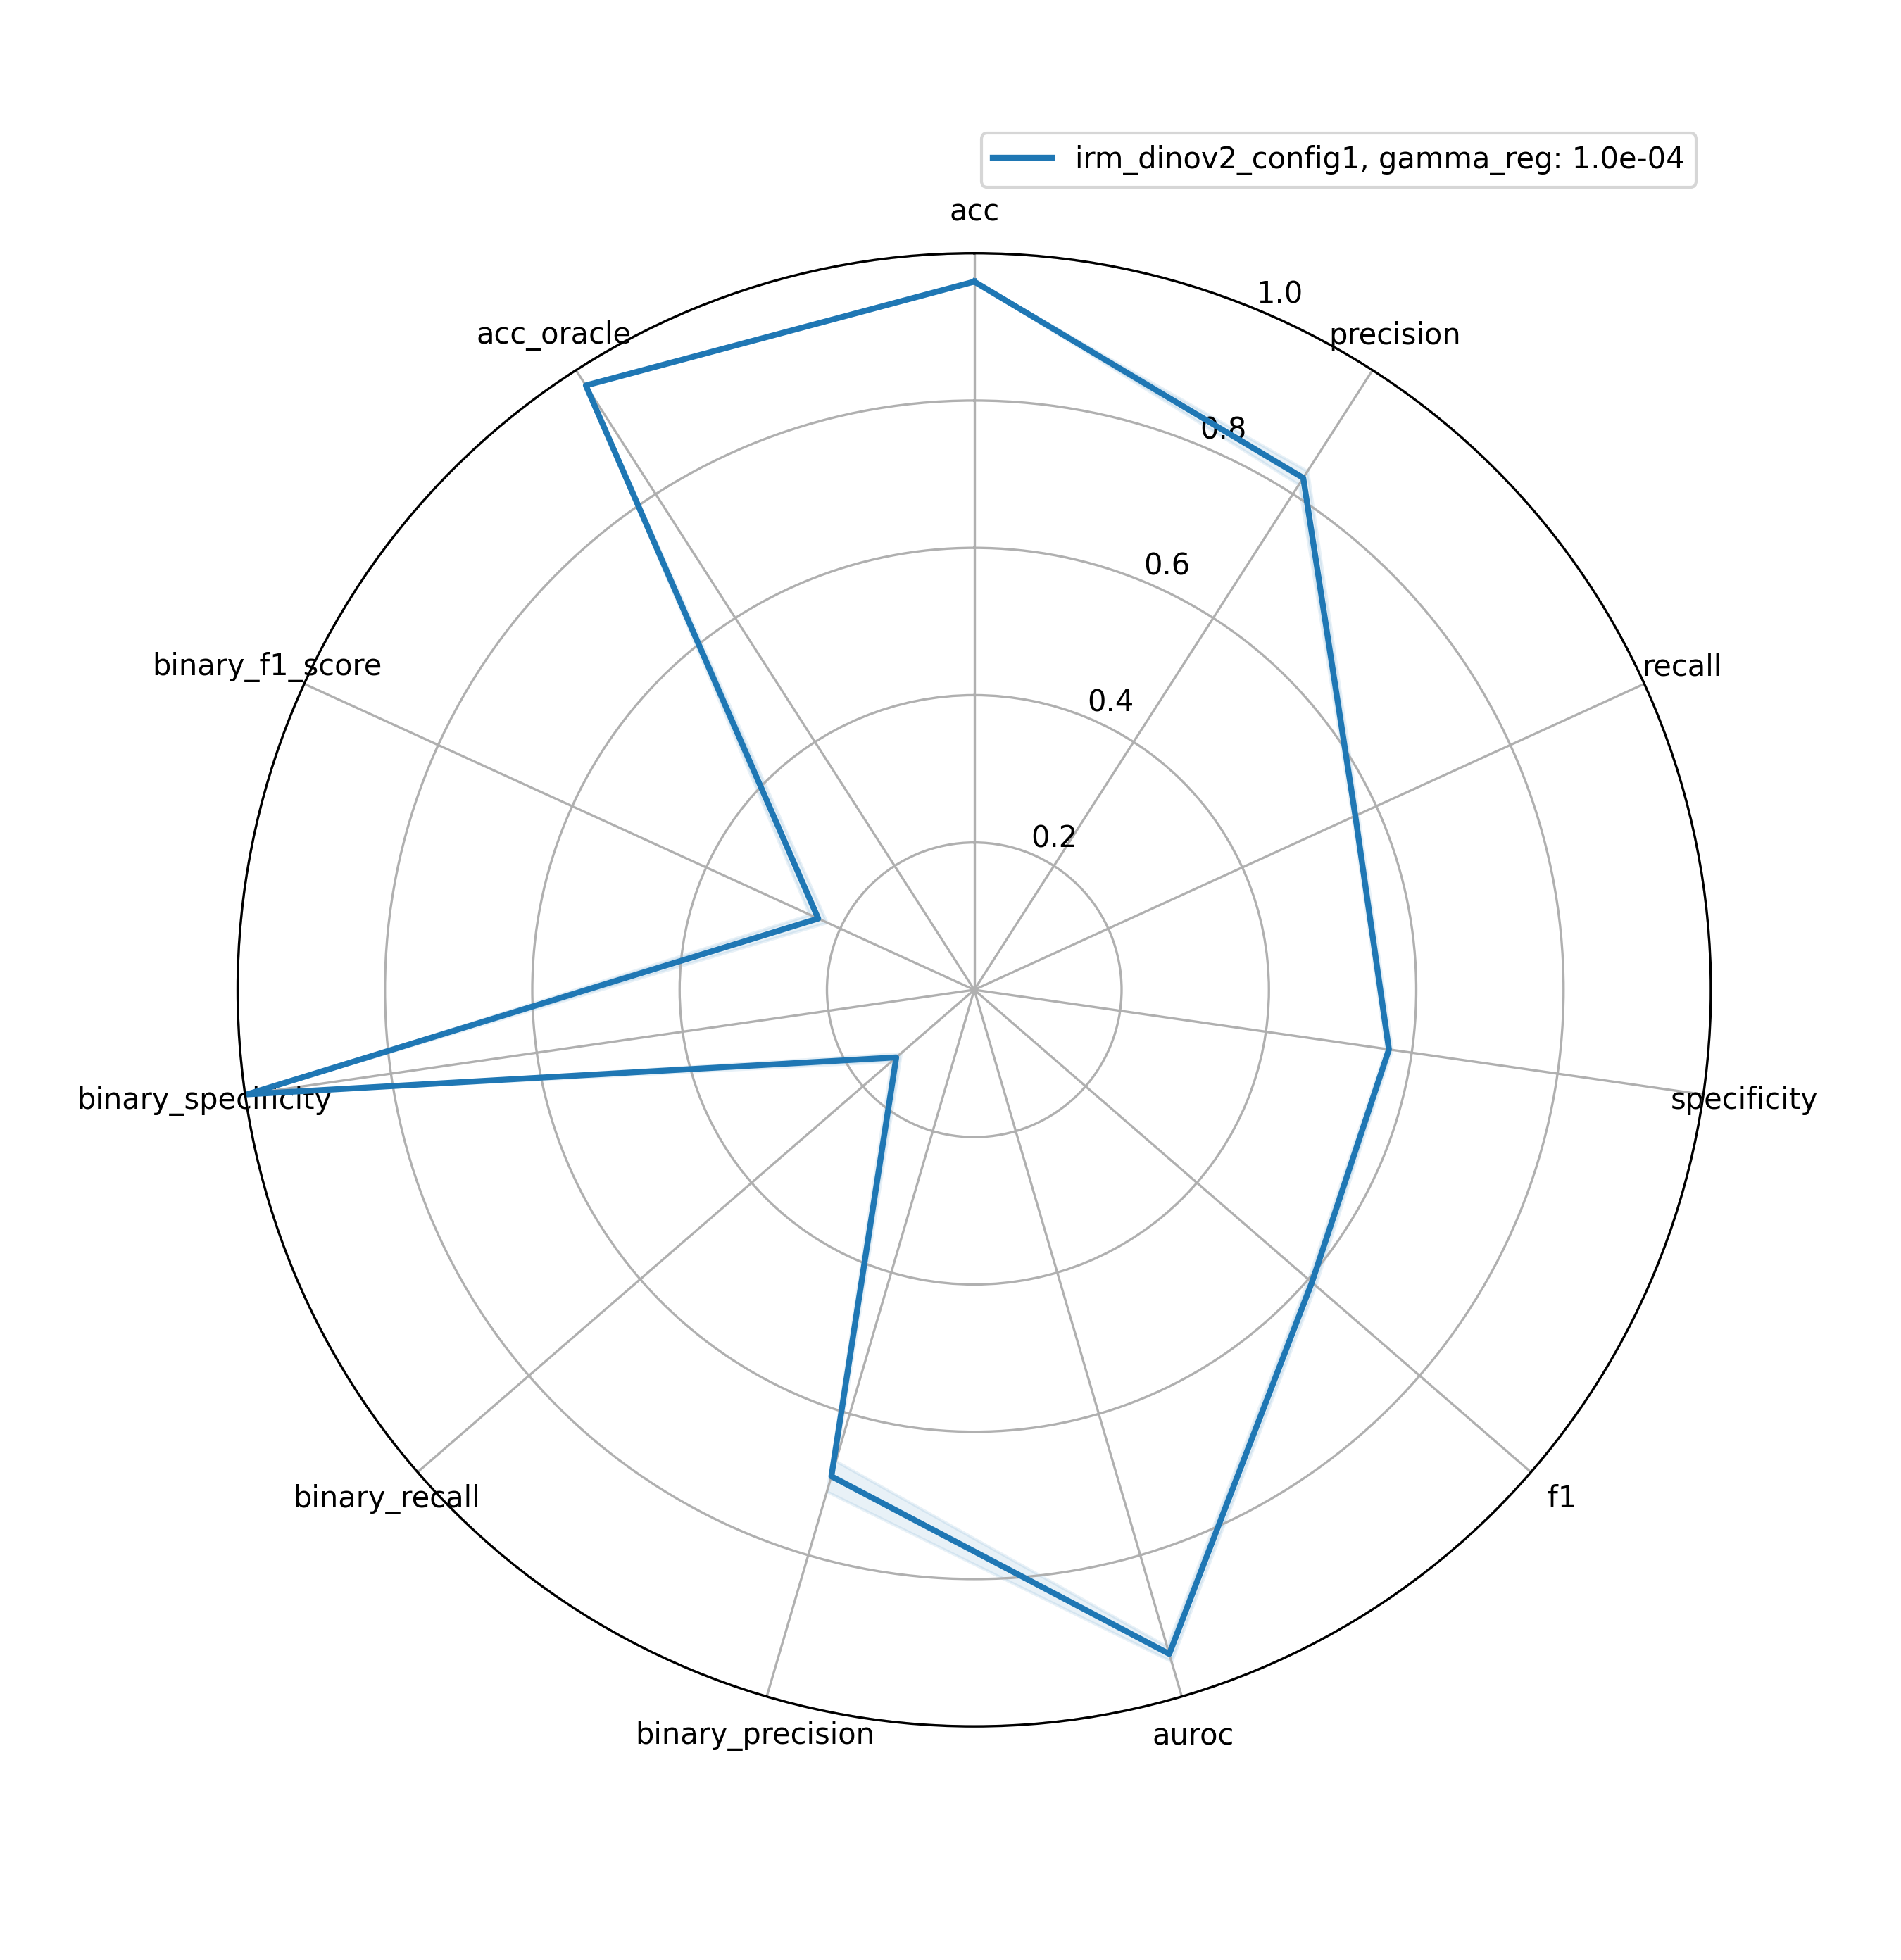 irm_dinov2_config1, gamma_reg: 1.0e-04
acc
1.0
acc_oracle
precision
0.8
0.6
binary_f1_score
recall
0.4
0.2
binary_specificity
specificity
binary_recall
f1
binary_precision
auroc